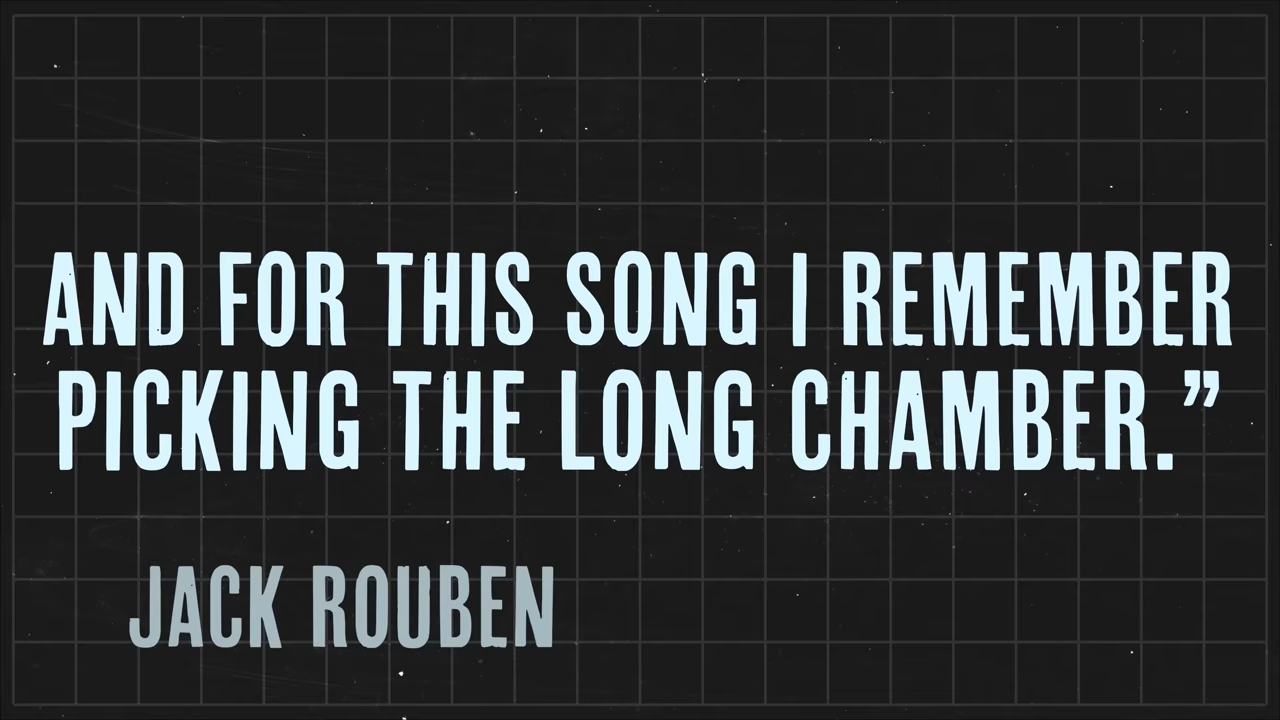 AND FOR THIS SONG I REMEMBER
PICKING THE LONG CHAMBER.”
JACK ROUBEN